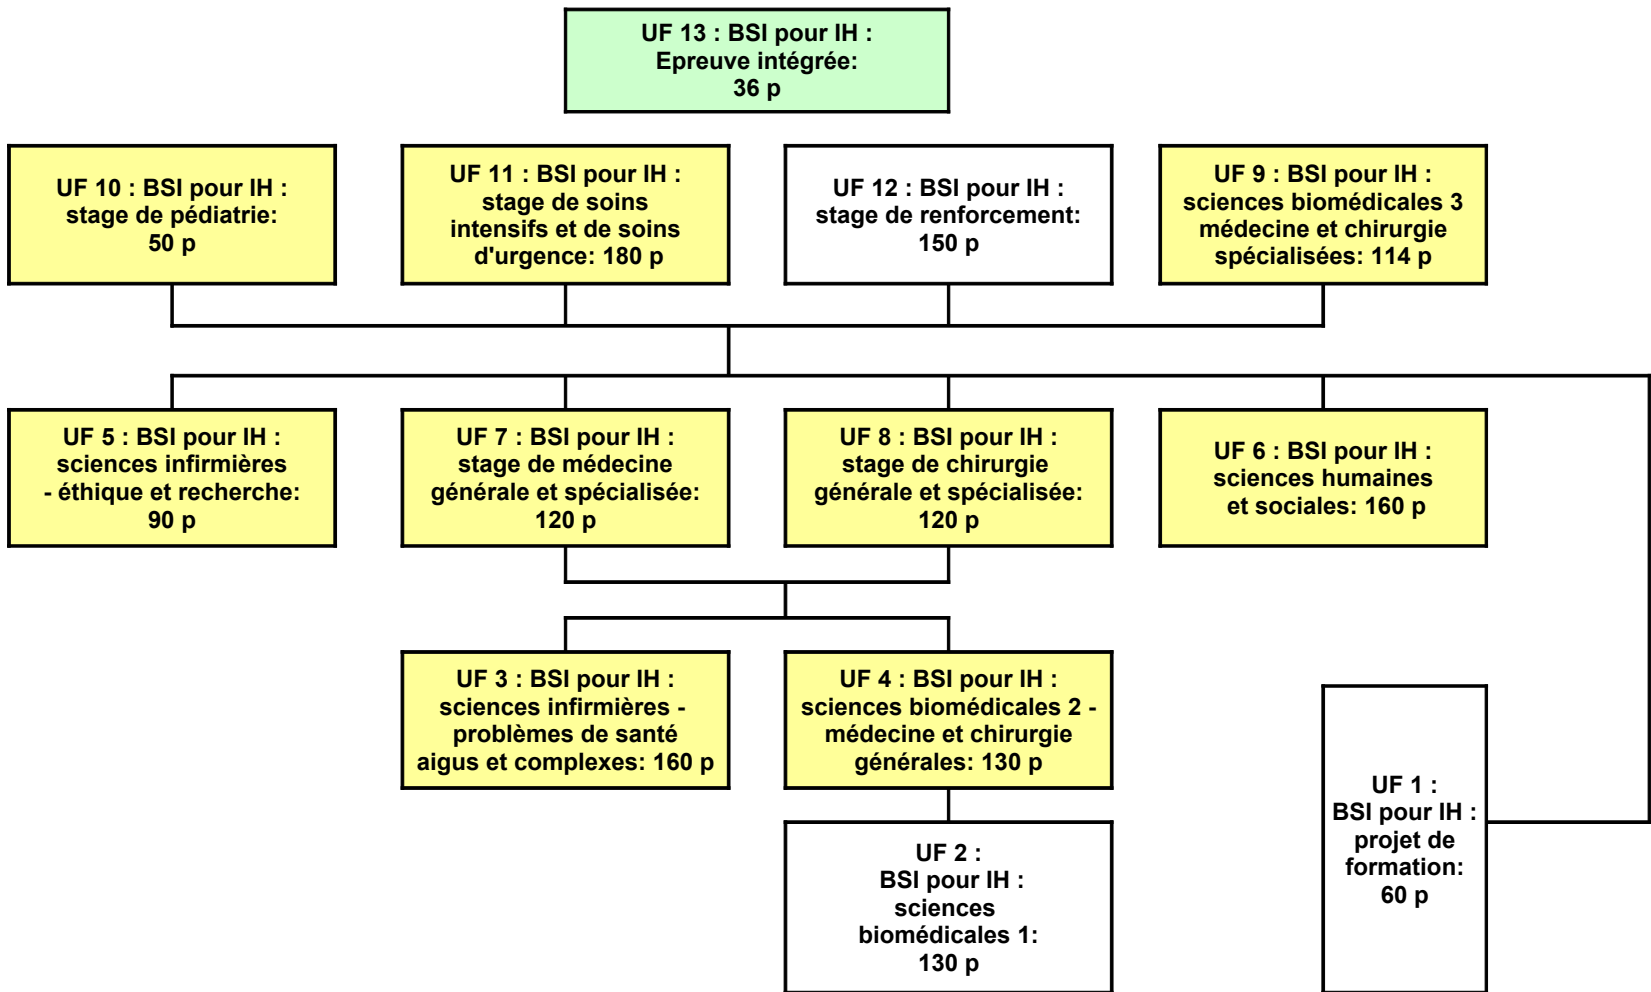 UF 13 : BSI pour IH :
Epreuve intégrée:
36 p
UF 10 : BSI pour IH :
stage de pédiatrie:
50 p
UF 11 : BSI pour IH :
stage de soins
intensifs et de soins
d'urgence: 180 p
UF 12 : BSI pour IH :
stage de renforcement:
150 p
UF 9 : BSI pour IH :
sciences biomédicales 3
médecine et chirurgie
spécialisées: 114 p
UF 5 : BSI pour IH :
sciences infirmières
- éthique et recherche:
90 p
UF 7 : BSI pour IH :
stage de médecine
générale et spécialisée:
120 p
UF 8 : BSI pour IH :
stage de chirurgie
générale et spécialisée:
120 p
UF 6 : BSI pour IH :
sciences humaines
et sociales: 160 p
UF 3 : BSI pour IH :
sciences infirmières -
problèmes de santé
aigus et complexes: 160 p
UF 4 : BSI pour IH :
sciences biomédicales 2 -
médecine et chirurgie
générales: 130 p
UF 2 :
BSI pour IH :
sciences
biomédicales 1:
130 p
UF 1 :
BSI pour IH :
projet de
formation:
60 p